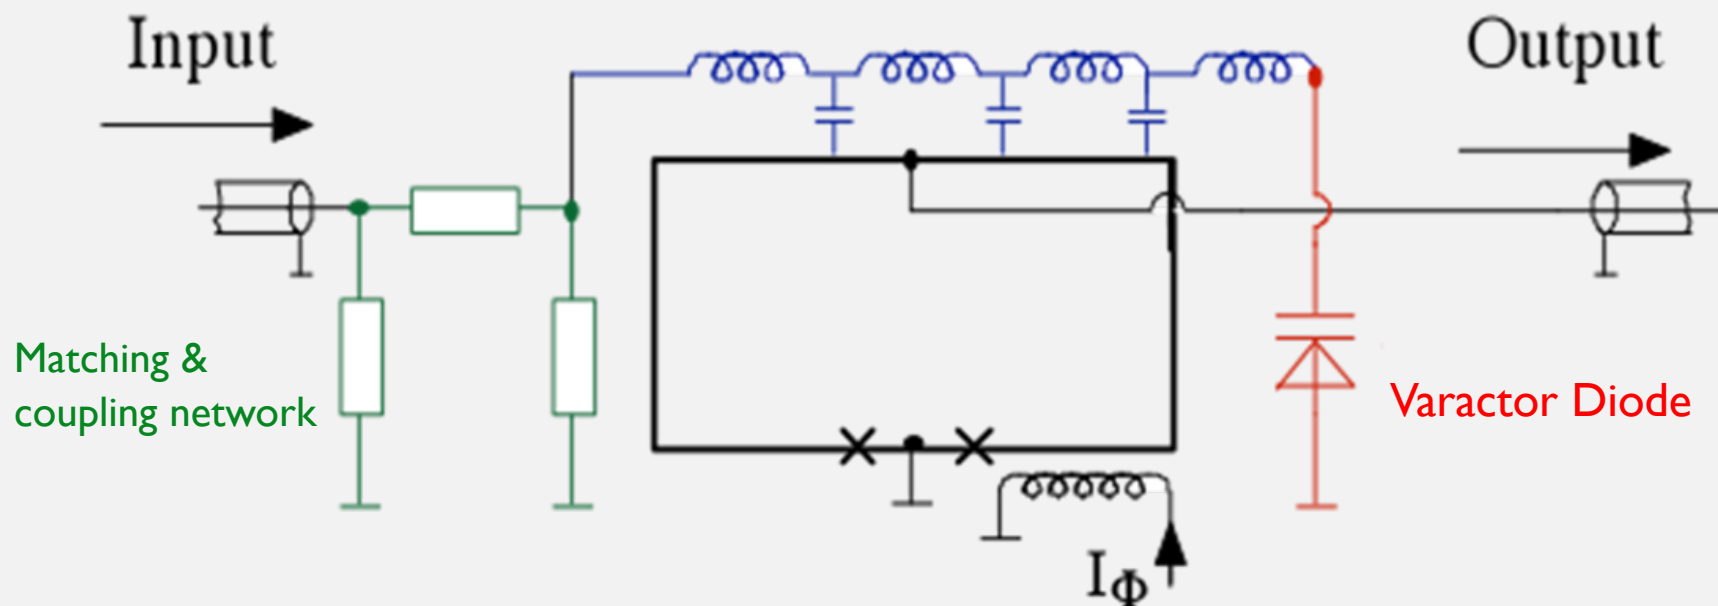 Input
Output
Matching &
coupling network
Varactor Diode
IΦ